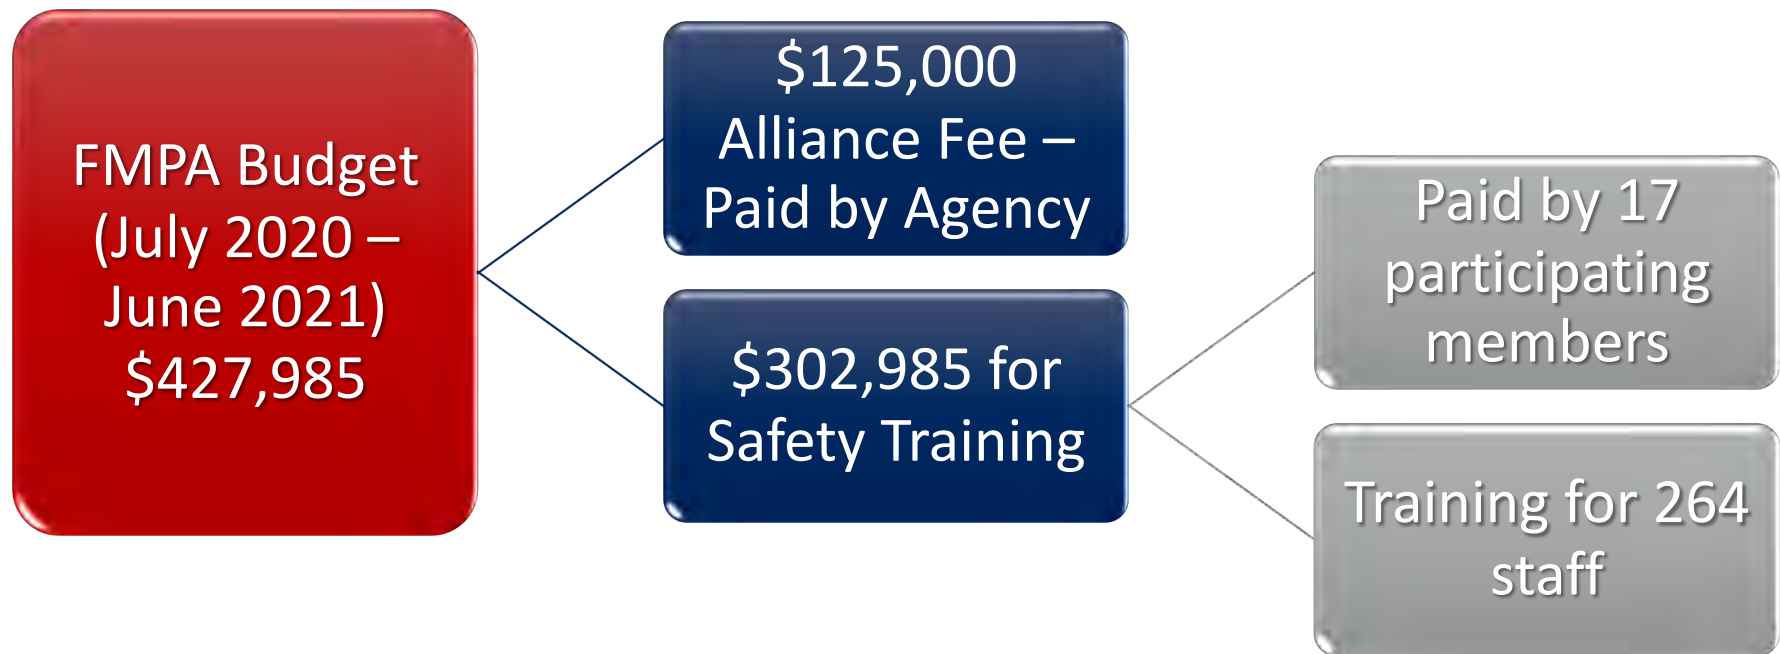 FMPA Budget
(July 2020 –
June 2021)
$427,985
$125,000
Alliance Fee –
Paid by Agency
$302,985 for
Safety Training
Paid by 17
participating
members
Training for 264
staff